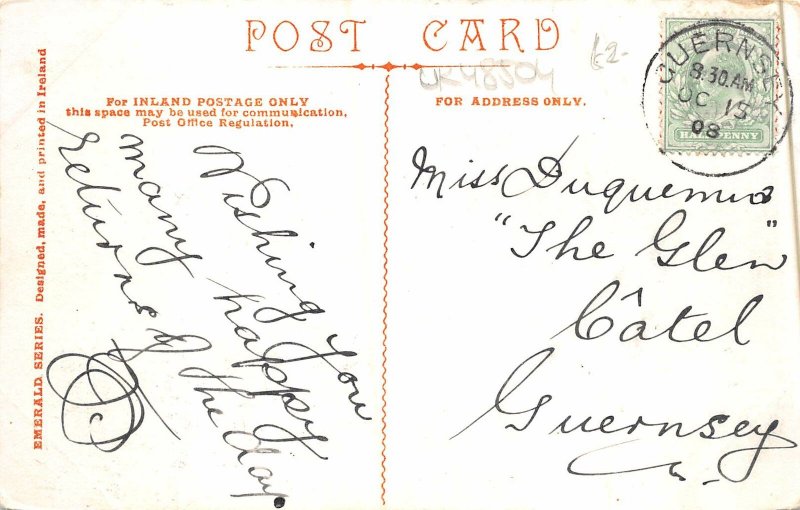 POST CARD
£2-
UK48504
For INLAND POSTAGE ONLY
this space may be used for communication.
Post Office Regulation.
FOR ADDRESS ONLY.
EMERALD SERIES. Designed, made, and printed in Ireland
Wishing you
many happy
returns of the day.
Miss Duquemin
"The Glen"
Câtel
Guernsey
GUERNSEY
8.30 AM
OC 15
08
HALFPENNY